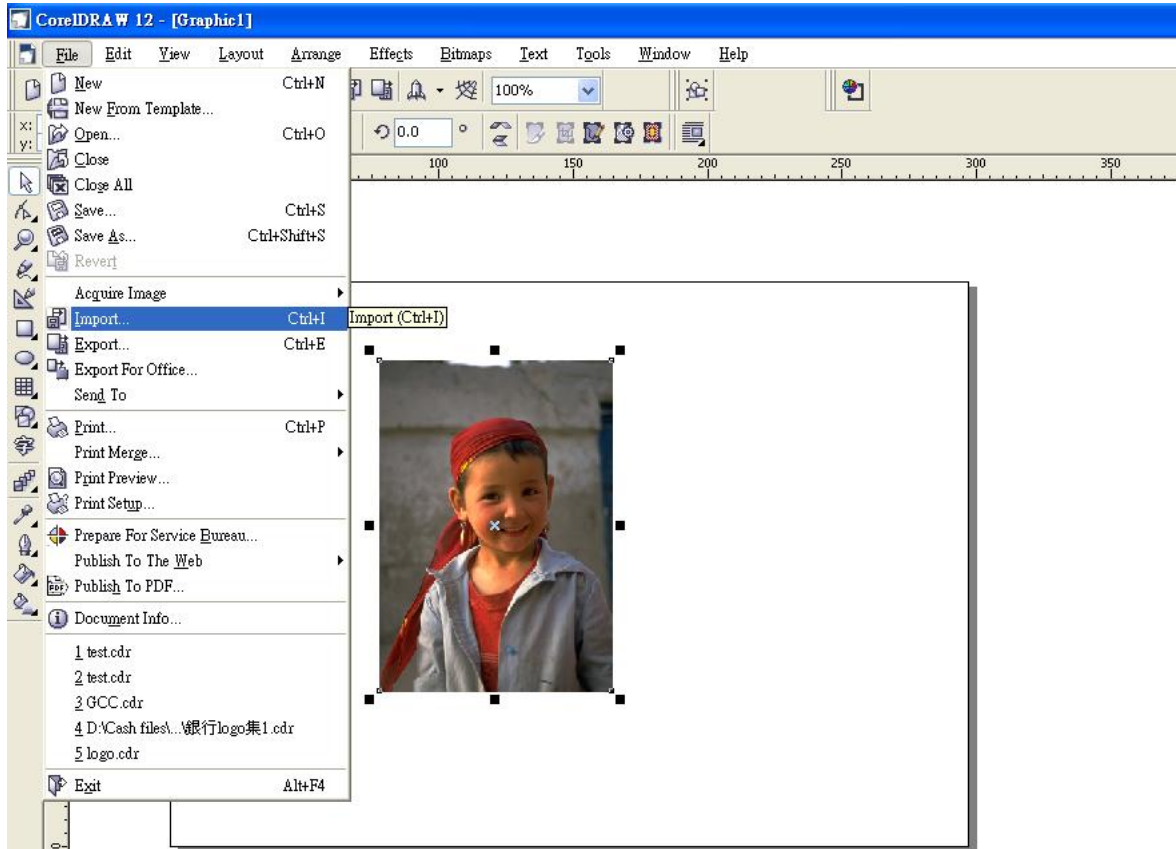 CorelDRAW 12 - [Graphic1]
File Edit View Layout Arrange Effects Bitmaps Text Tools Window Help
New Ctrl+N
100%
New From Template...
x:
y:
Open... Ctrl+O
0.0 °
Close
100 150 200 250 300 350
Close All
Save... Ctrl+S
Save As... Ctrl+Shift+S
Revert
Acquire Image
Import... Ctrl+I
Import (Ctrl+I)
Export... Ctrl+E
Export For Office...
Send To
Print... Ctrl+P
Print Merge...
Print Preview...
Print Setup...
Prepare For Service Bureau...
Publish To The Web
PDF Publish To PDF...
Document Info...
1 test.cdr
2 test.cdr
3 GCC.cdr
4 D:\Cash files\...\銀行logo集1.cdr
5 logo.cdr
Exit Alt+F4
字